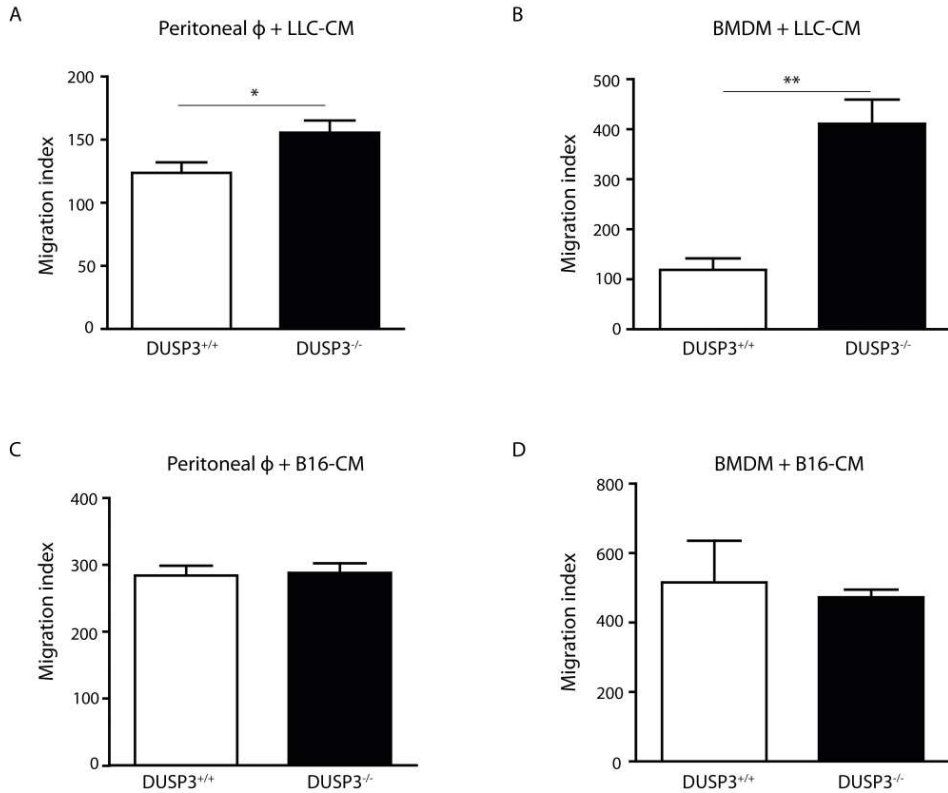 A
Peritoneal ϕ + LLC-CM
200
150
100
50
0
Migration index
*
DUSP3+/+
DUSP3-/-
B
BMDM + LLC-CM
500
400
300
200
100
0
Migration index
**
DUSP3+/+
DUSP3-/-
C
Peritoneal ϕ + B16-CM
400
300
200
100
0
Migration index
DUSP3+/+
DUSP3-/-
D
BMDM + B16-CM
800
600
400
200
0
Migration index
DUSP3+/+
DUSP3-/-